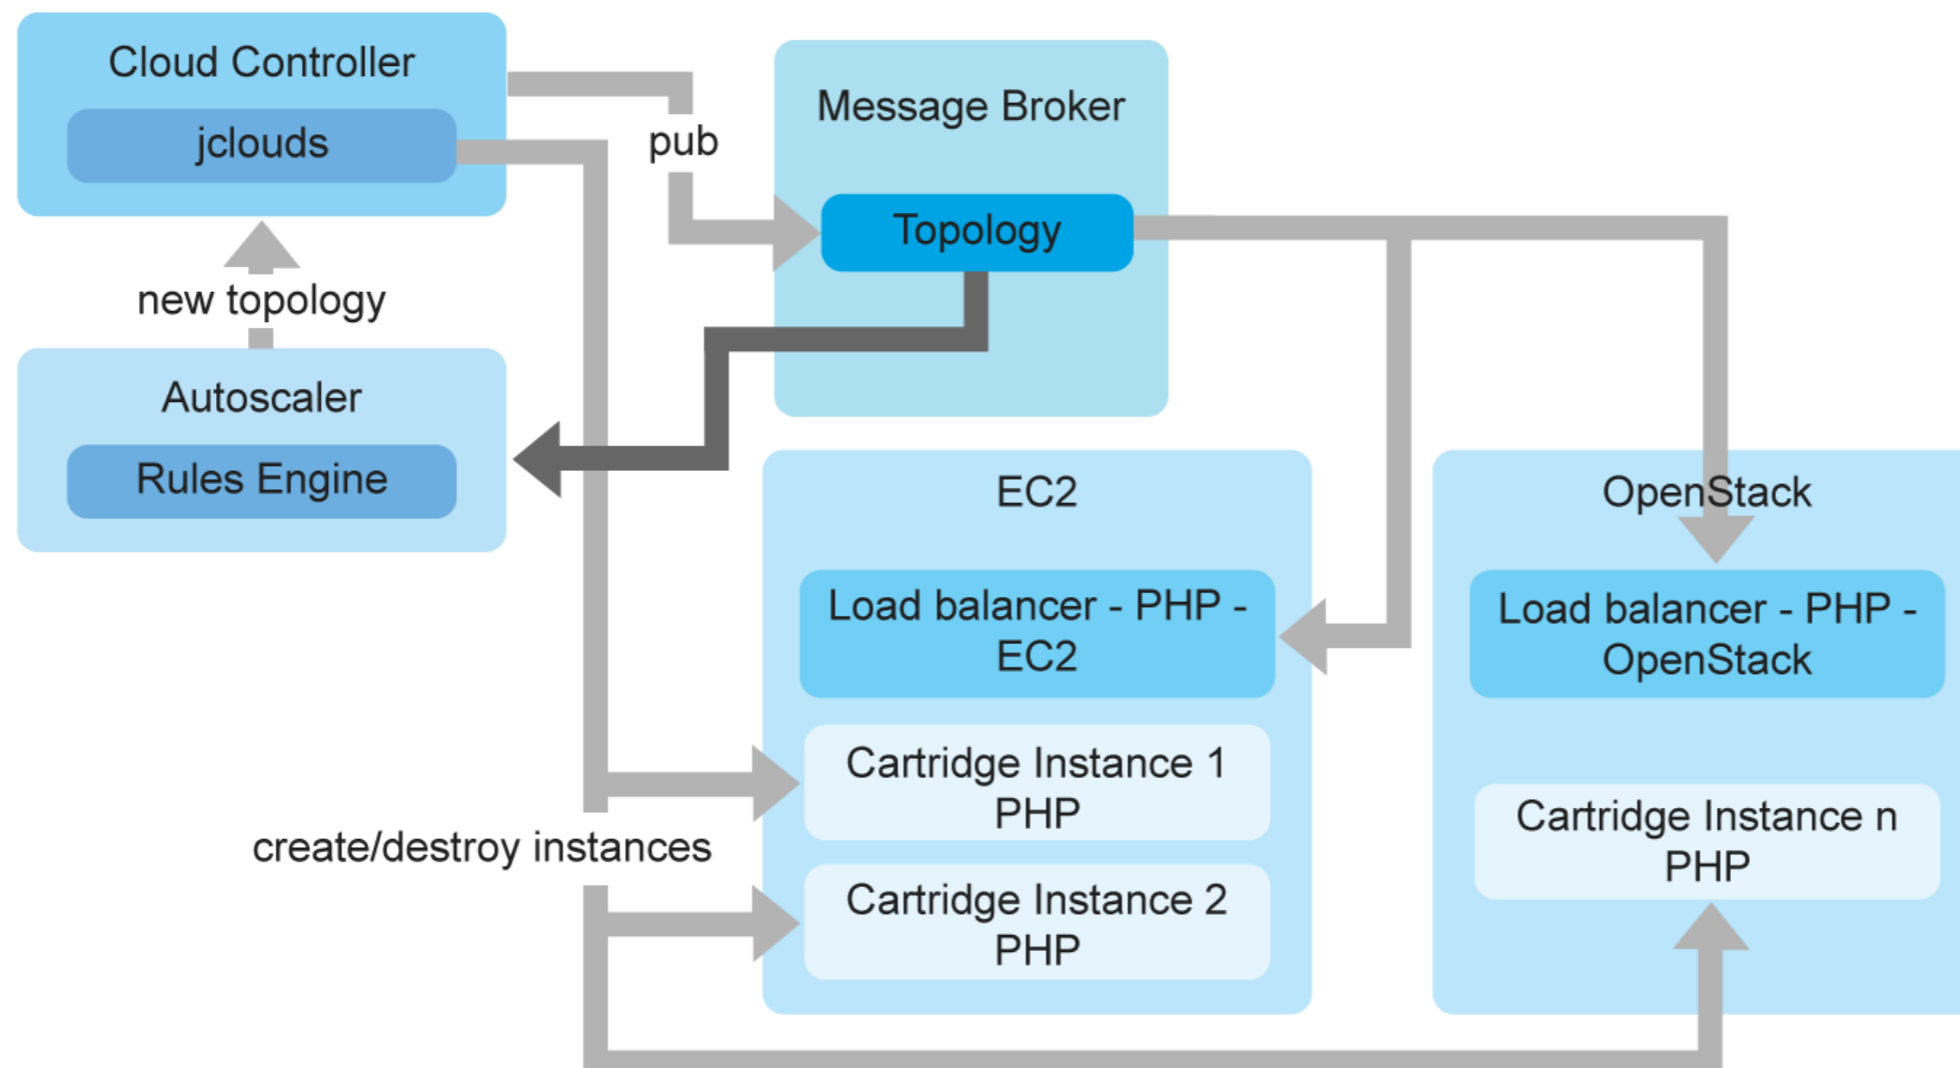 Cloud Controller
jclouds
pub
Message Broker
Topology
new topology
Autoscaler
Rules Engine
EC2
Load balancer - PHP -
EC2
Cartridge Instance 1
PHP
create/destroy instances
Cartridge Instance 2
PHP
OpenStack
Load balancer - PHP -
OpenStack
Cartridge Instance n
PHP